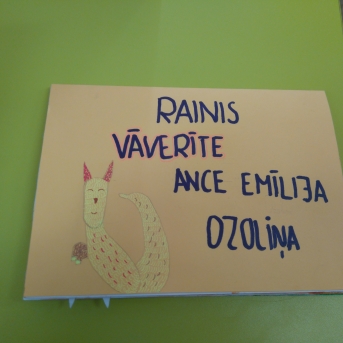 RAINIS
VĀVERĪTE
ANCE EMĪLIJA
OZOLIŅA